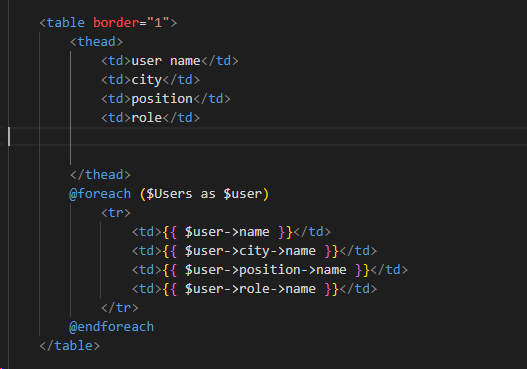 <table border="1">
<thead>
<td>user name</td>
<td>city</td>
<td>position</td>
<td>role</td>
</thead>
@foreach ($Users as $user)
<tr>
<td>{{ $user->name }}</td>
<td>{{ $user->city->name }}</td>
<td>{{ $user->position->name }}</td>
<td>{{ $user->role->name }}</td>
</tr>
@endforeach
</table>